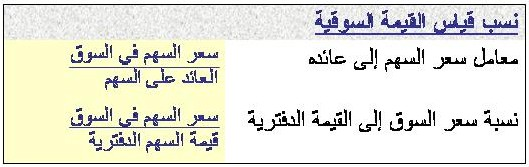 نسب قياس القيمة السوقية
معامل سعر السهم إلى عائده
سعر السهم في السوق
العائد على السهم
نسبة سعر السوق إلى القيمة الدفترية
سعر السهم في السوق
قيمة السهم الدفترية